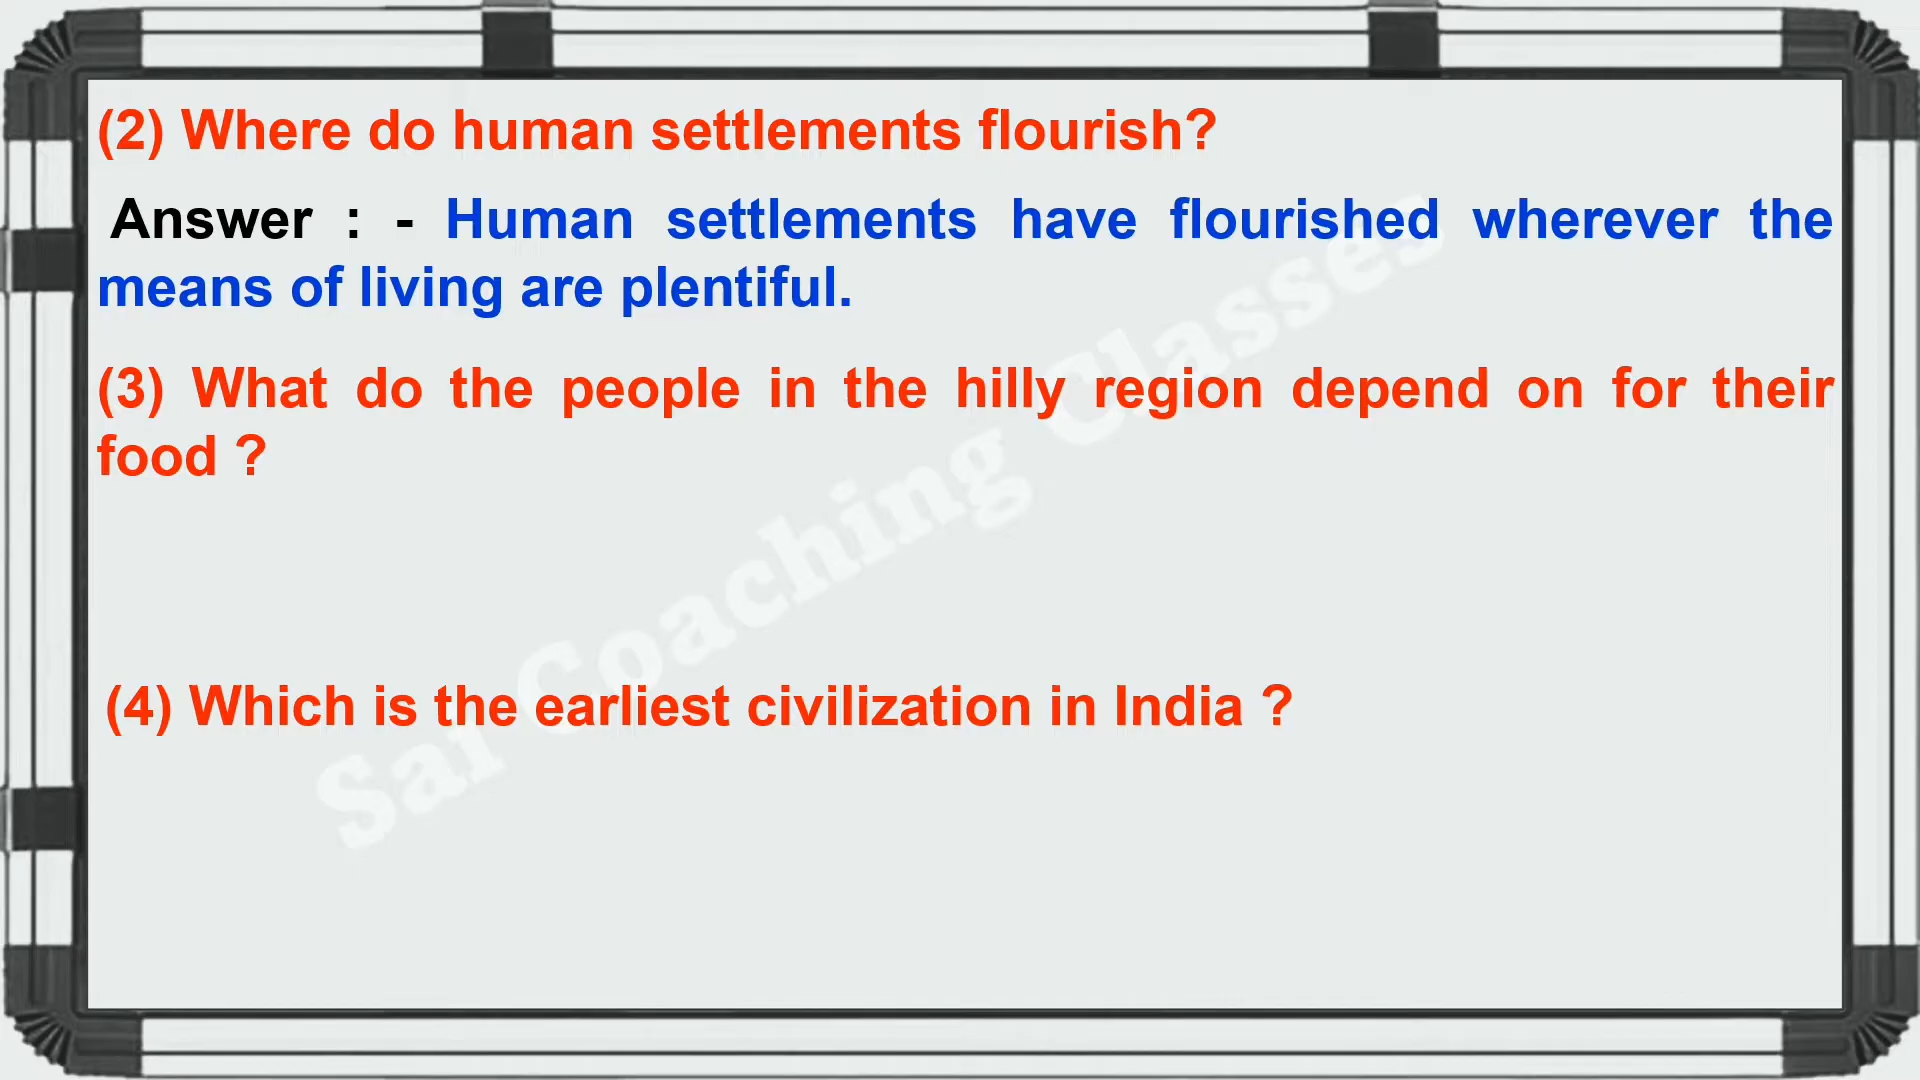 (2) Where do human settlements flourish?
Answer : - Human settlements have flourished wherever the
means of living are plentiful.
(3) What do the people in the hilly region depend on for their
food ?
(4) Which is the earliest civilization in India ?
Sai Coaching Classes